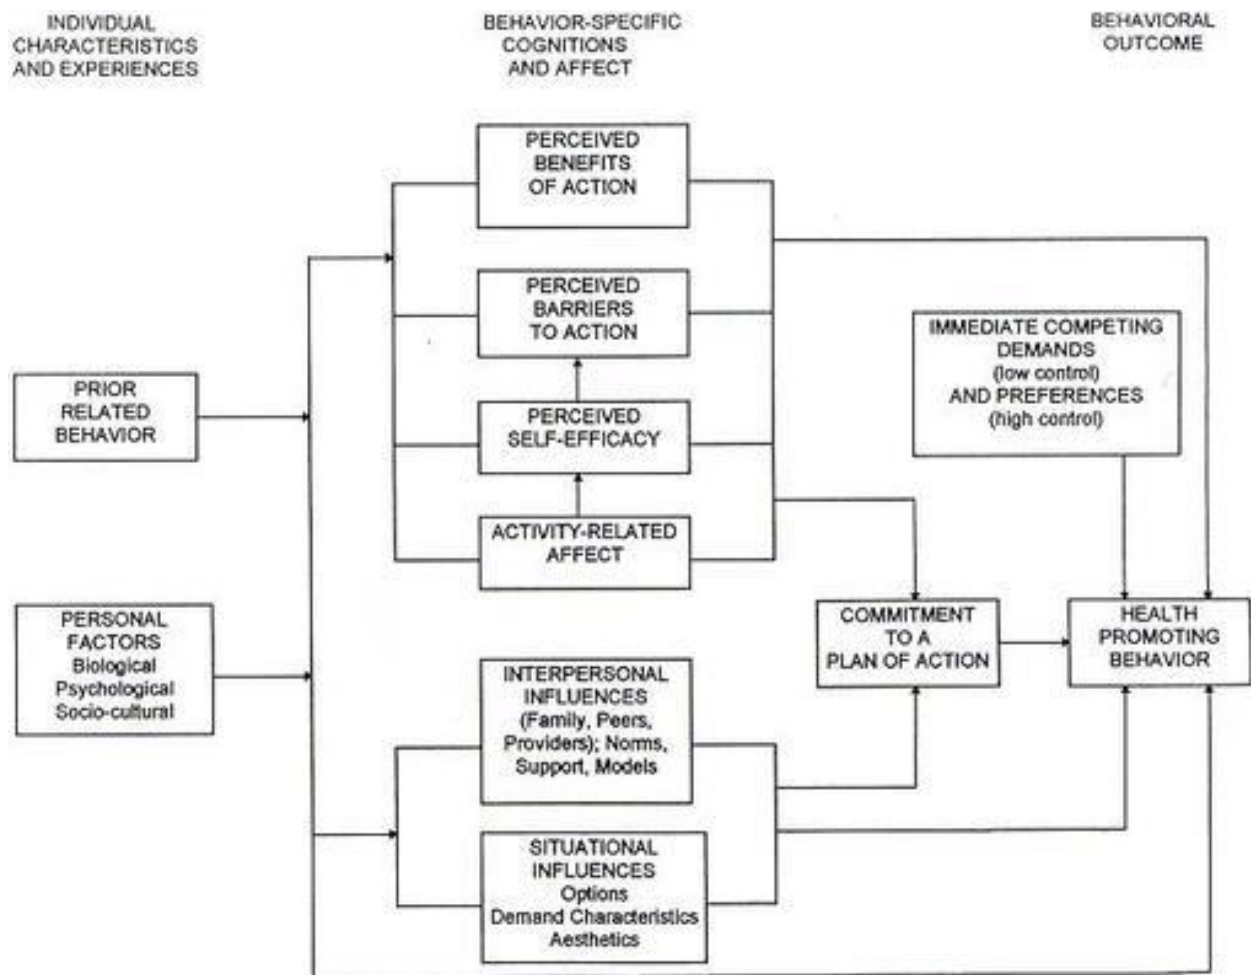 INDIVIDUAL
CHARACTERISTICS
AND EXPERIENCES
BEHAVIOR-SPECIFIC
COGNITIONS
AND AFFECT
BEHAVIORAL
OUTCOME
PERCEIVED
BENEFITS
OF ACTION
PERCEIVED
BARRIERS
TO ACTION
IMMEDIATE COMPETING
DEMANDS
(low control)
AND PREFERENCES
(high control)
PRIOR
RELATED
BEHAVIOR
PERCEIVED
SELF-EFFICACY
ACTIVITY-RELATED
AFFECT
PERSONAL
FACTORS
Biological
Psychological
Socio-cultural
COMMITMENT
TO A
PLAN OF ACTION
HEALTH
PROMOTING
BEHAVIOR
INTERPERSONAL
INFLUENCES
(Family, Peers,
Providers); Norms,
Support, Models
SITUATIONAL
INFLUENCES
Options
Demand Characteristics
Aesthetics